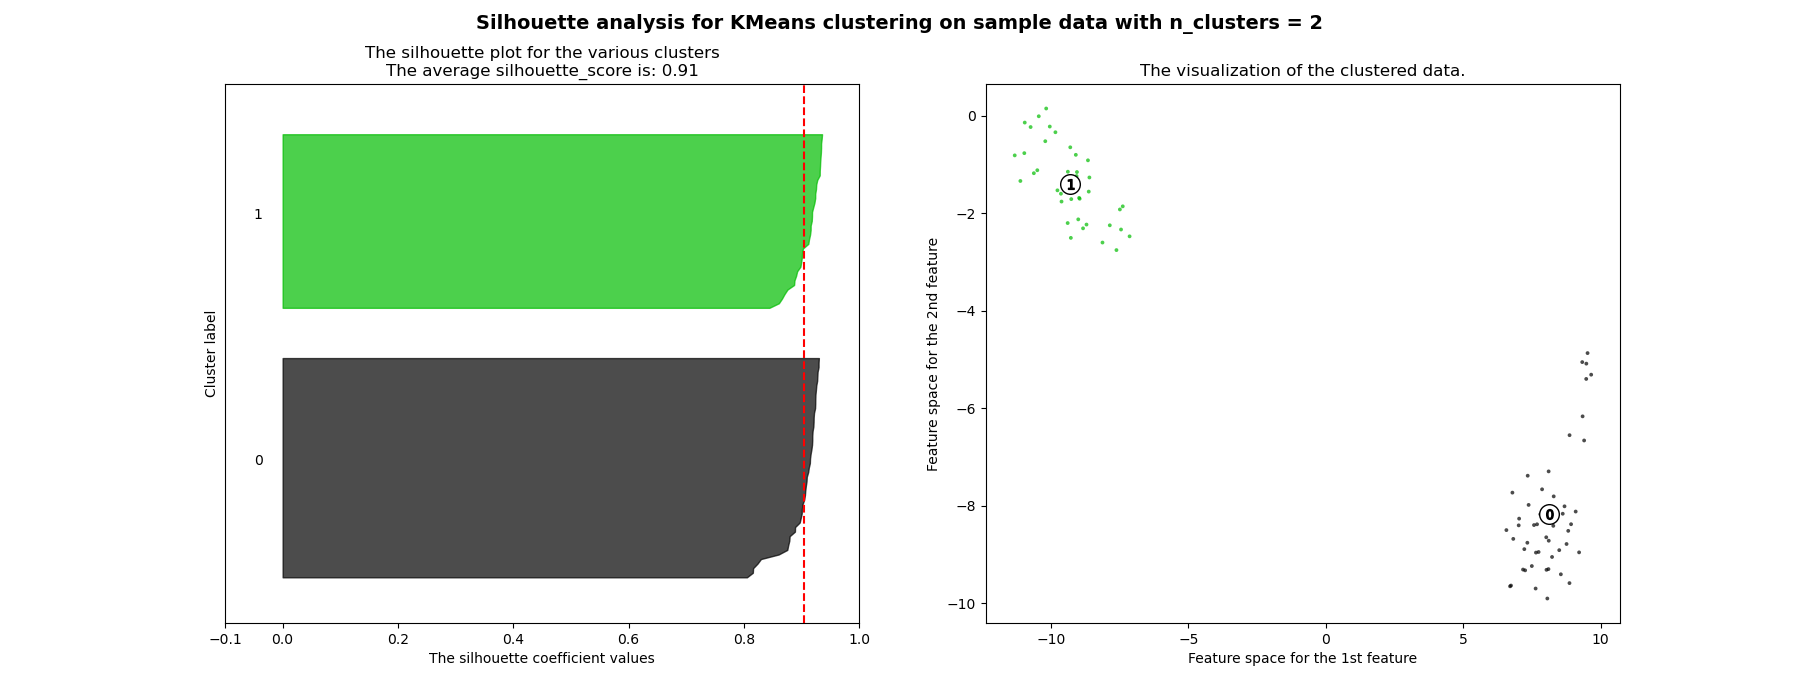 Silhouette analysis for KMeans clustering on sample data with n_clusters = 2
The silhouette plot for the various clusters
The average silhouette_score is: 0.91
Cluster label
1
0
−0.1 0.0 0.2 0.4 0.6 0.8 1.0
The silhouette coefficient values
The visualization of the clustered data.
Feature space for the 2nd feature
0
−2
−4
−6
−8
−10
1
0
−10 −5 0 5 10
Feature space for the 1st feature